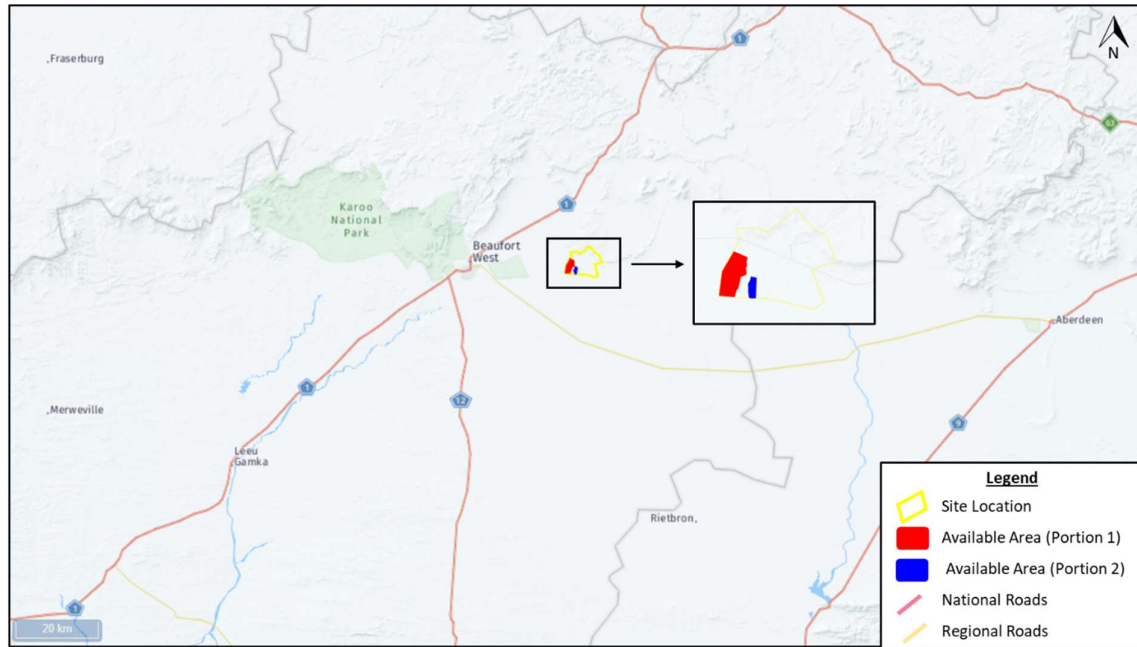 Fraserburg
1
N
63
Karoo
National
Park
1
Beaufort
West
Aberdeen
1
12
Merweville
9
Leeu
Gamka
Rietbron
1
20 km
Legend
Site Location
Available Area (Portion 1)
Available Area (Portion 2)
National Roads
Regional Roads